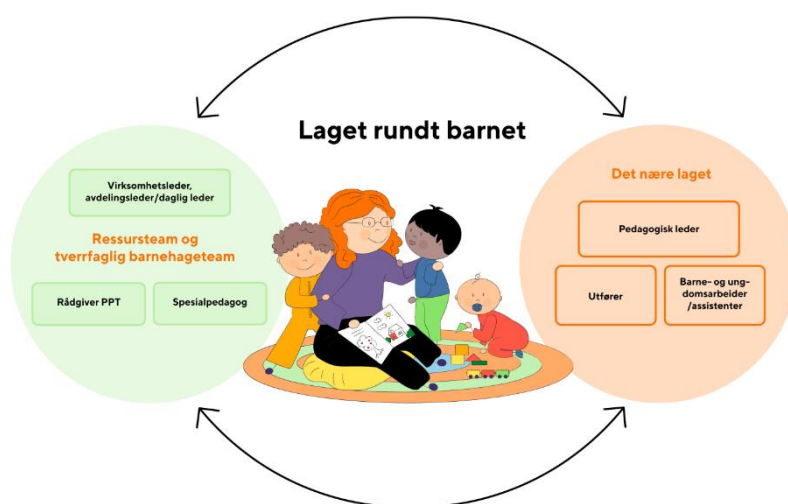 Laget rundt barnet
Virksomhetsleder,
avdelingsleder/daglig leder
Ressursteam og
tverrfaglig barnehageteam
Rådgiver PPT
Spesialpedagog
Det nære laget
Pedagogisk leder
Utfører
Barne- og ung-
domsarbeider
/assistenter